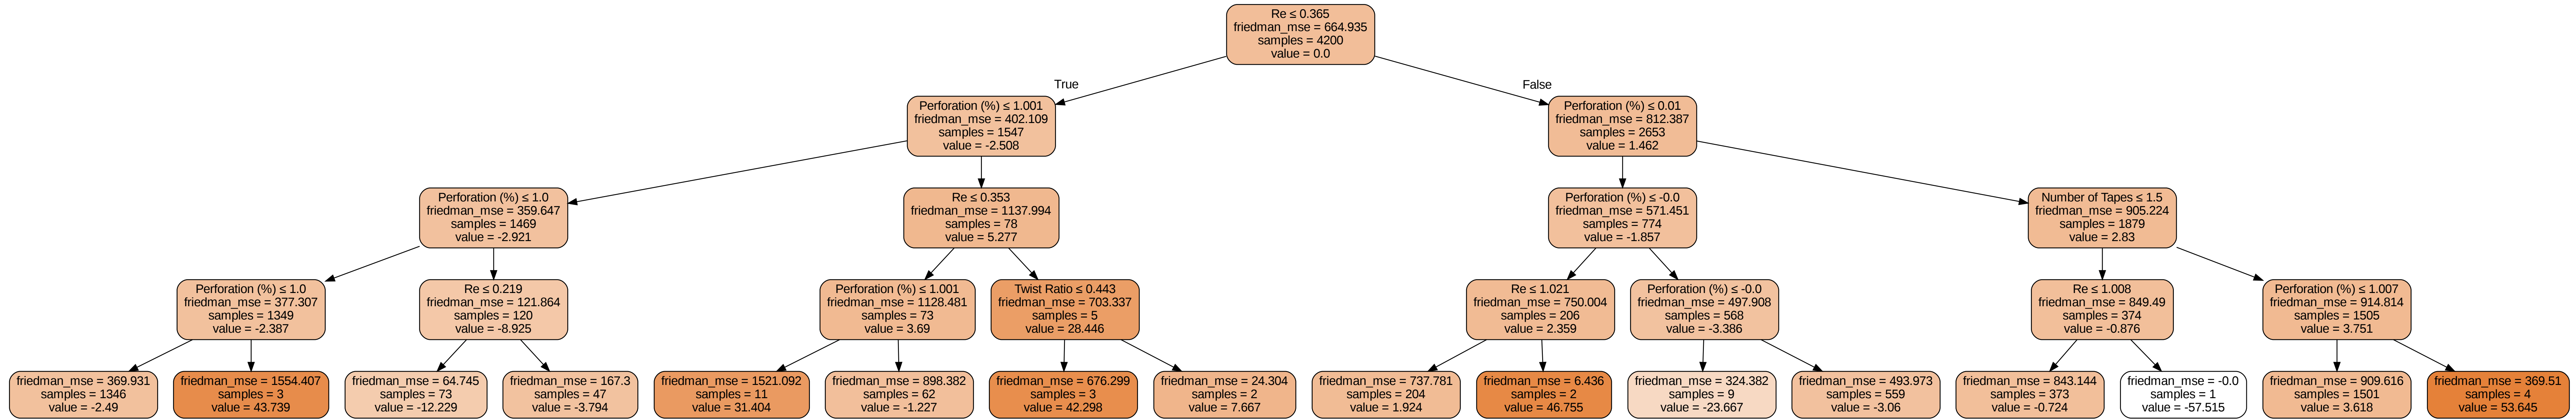 Re ≤ 0.365
friedman_mse = 664.935
samples = 4200
value = 0.0
True
False
Perforation (%) ≤ 1.001
friedman_mse = 402.109
samples = 1547
value = -2.508
Perforation (%) ≤ 0.01
friedman_mse = 812.387
samples = 2653
value = 1.462
Perforation (%) ≤ 1.0
friedman_mse = 359.647
samples = 1469
value = -2.921
Re ≤ 0.353
friedman_mse = 1137.994
samples = 78
value = 5.277
Perforation (%) ≤ -0.0
friedman_mse = 571.451
samples = 774
value = -1.857
Number of Tapes ≤ 1.5
friedman_mse = 905.224
samples = 1879
value = 2.83
Perforation (%) ≤ 1.0
friedman_mse = 377.307
samples = 1349
value = -2.387
Re ≤ 0.219
friedman_mse = 121.864
samples = 120
value = -8.925
Perforation (%) ≤ 1.001
friedman_mse = 1128.481
samples = 73
value = 3.69
Twist Ratio ≤ 0.443
friedman_mse = 703.337
samples = 5
value = 28.446
Re ≤ 1.021
friedman_mse = 750.004
samples = 206
value = 2.359
Perforation (%) ≤ -0.0
friedman_mse = 497.908
samples = 568
value = -3.386
Re ≤ 1.008
friedman_mse = 849.49
samples = 374
value = -0.876
Perforation (%) ≤ 1.007
friedman_mse = 914.814
samples = 1505
value = 3.751
friedman_mse = 369.931
samples = 1346
value = -2.49
friedman_mse = 1554.407
samples = 3
value = 43.739
friedman_mse = 64.745
samples = 73
value = -12.229
friedman_mse = 167.3
samples = 47
value = -3.794
friedman_mse = 1521.092
samples = 11
value = 31.404
friedman_mse = 898.382
samples = 62
value = -1.227
friedman_mse = 676.299
samples = 3
value = 42.298
friedman_mse = 24.304
samples = 2
value = 7.667
friedman_mse = 737.781
samples = 204
value = 1.924
friedman_mse = 6.436
samples = 2
value = 46.755
friedman_mse = 324.382
samples = 9
value = -23.667
friedman_mse = 493.973
samples = 559
value = -3.06
friedman_mse = 843.144
samples = 373
value = -0.724
friedman_mse = -0.0
samples = 1
value = -57.515
friedman_mse = 909.616
samples = 1501
value = 3.618
friedman_mse = 369.51
samples = 4
value = 53.645